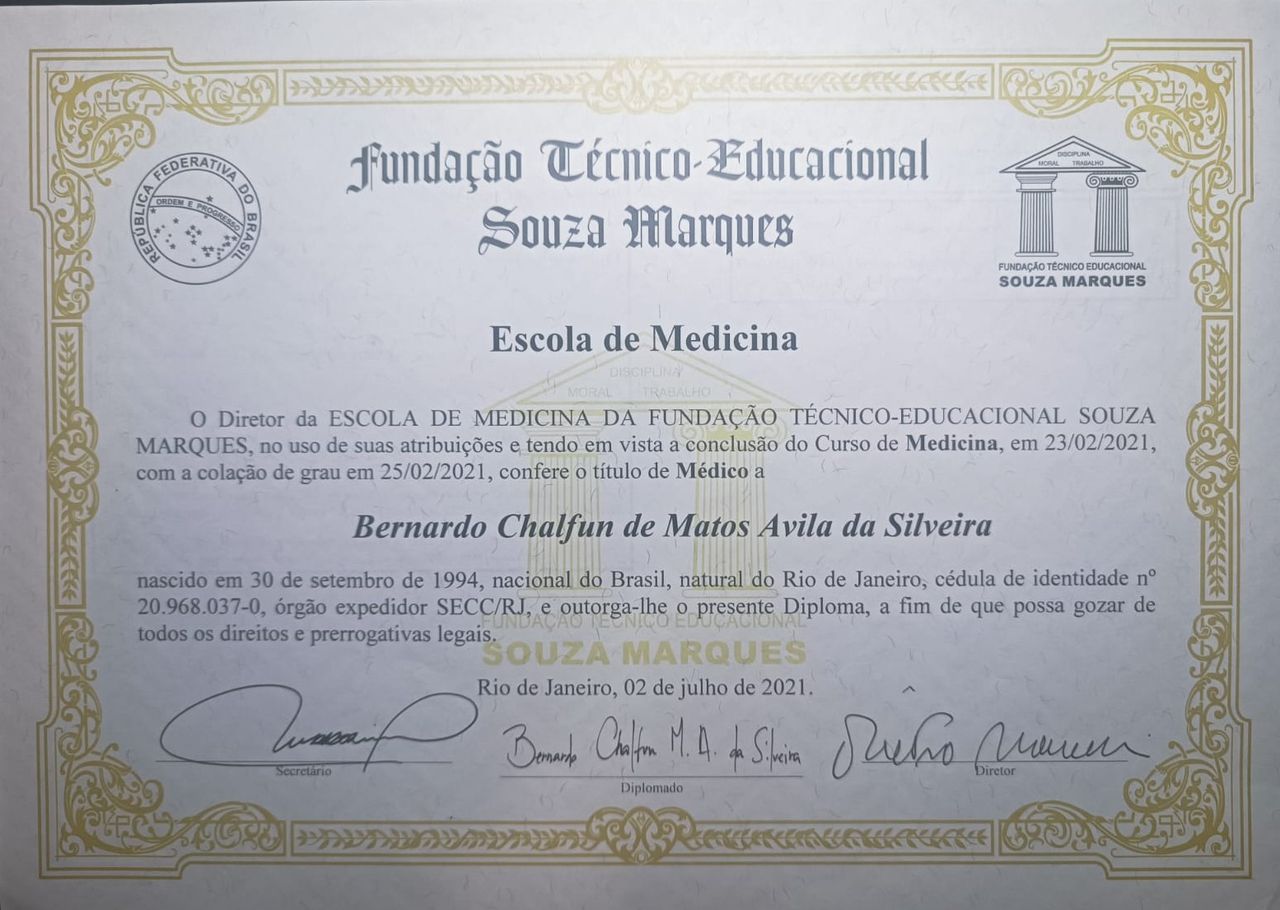 Fundação Técnico-Educacional
Souza Marques
REPÚBLICA FEDERATIVA DO BRASIL
ORDEM E PROGRESSO
DISCIPLINA
MORAL TRABALHO
FUNDAÇÃO TÉCNICO EDUCACIONAL
SOUZA MARQUES
Escola de Medicina
DISCIPLINA
MORAL TRABALHO
O Diretor da ESCOLA DE MEDICINA DA FUNDAÇÃO TÉCNICO-EDUCACIONAL SOUZA
MARQUES, no uso de suas atribuições e tendo em vista a conclusão do Curso de Medicina, em 23/02/2021,
com a colação de grau em 25/02/2021, confere o título de Médico a
Bernardo Chalfun de Matos Avila da Silveira
nascido em 30 de setembro de 1994, nacional do Brasil, natural do Rio de Janeiro, cédula de identidade nº
20.968.037-0, órgão expedidor SECC/RJ, e outorga-lhe o presente Diploma, a fim de que possa gozar de
todos os direitos e prerrogativas legais.
FUNDAÇÃO TÉCNICO EDUCACIONAL
SOUZA MARQUES
Rio de Janeiro, 02 de julho de 2021.
Bernardo Chalfun M. A. da Silveira
Secretário
Diplomado
Diretor